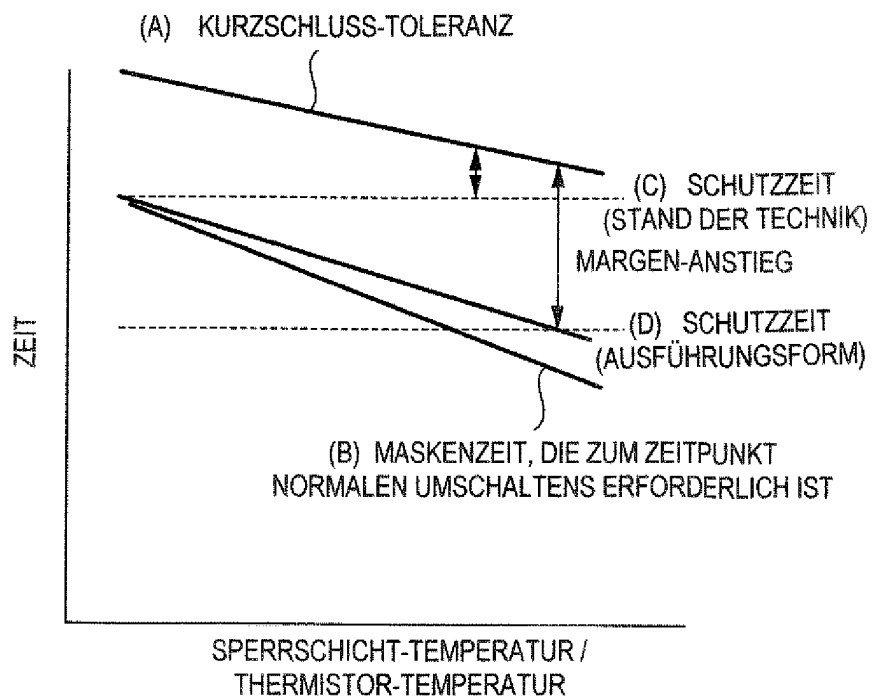 (A) KURZSCHLUSS-TOLERANZ
(C) SCHUTZZEIT
(STAND DER TECHNIK)
MARGEN-ANSTIEG
(D) SCHUTZZEIT
(AUSFÜHRUNGSFORM)
ZEIT
(B) MASKENZEIT, DIE ZUM ZEITPUNKT
NORMALEN UMSCHALTENS ERFORDERLICH IST
SPERRSCHICHT-TEMPERATUR /
THERMISTOR-TEMPERATUR